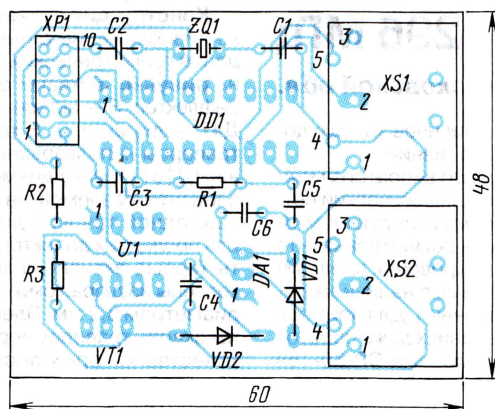 XP1 10 C2 ZQ1 C1 3
5 XS1
1 DD1 2
1 4 1
R2 C3 R1 C5
1 C6 3
R3 U1 DA1 VD1 5 XS2
C4 1 2
VT1 VD2 4 1
48
60